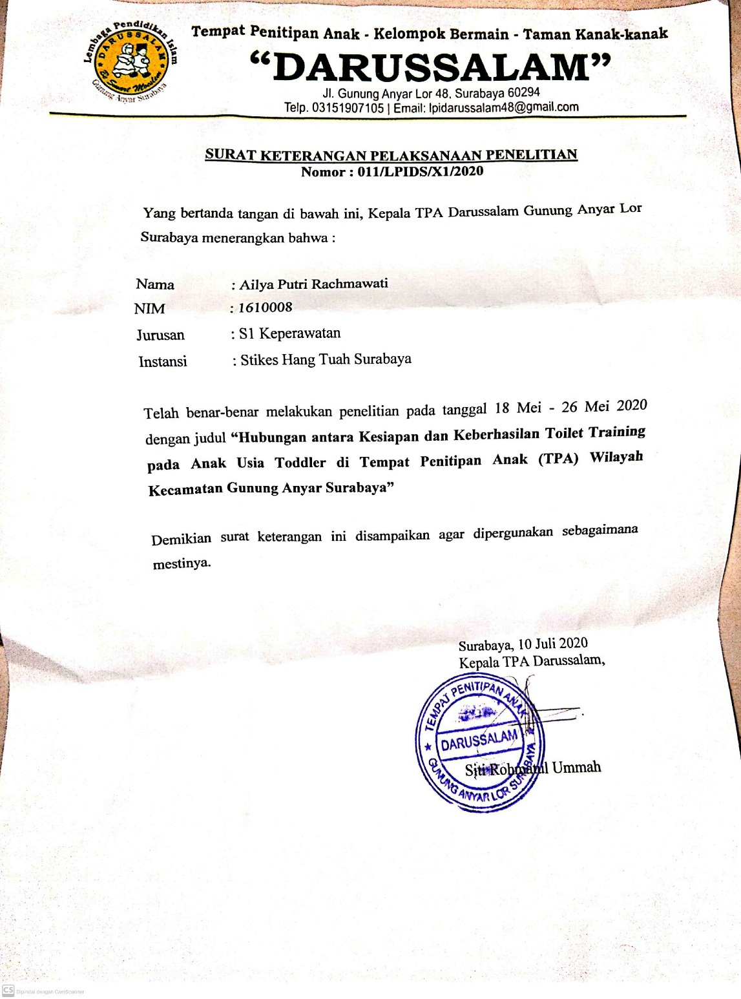 Lembaga Pendidikan Islam
DARUSSALAM
Be Smart Moeslem
Gunung Anyar Surabaya
Tempat Penitipan Anak - Kelompok Bermain - Taman Kanak-kanak
“DARUSSALAM”
Jl. Gunung Anyar Lor 48, Surabaya 60294
Telp. 03151907105 | Email: lpidarussalam48@gmail.com
SURAT KETERANGAN PELAKSANAAN PENELITIAN
Nomor : 011/LPIDS/X1/2020
Yang bertanda tangan di bawah ini, Kepala TPA Darussalam Gunung Anyar Lor
Surabaya menerangkan bahwa :
Nama : Ailya Putri Rachmawati
NIM : 1610008
Jurusan : S1 Keperawatan
Instansi : Stikes Hang Tuah Surabaya
Telah benar-benar melakukan penelitian pada tanggal 18 Mei - 26 Mei 2020
dengan judul “Hubungan antara Kesiapan dan Keberhasilan Toilet Training
pada Anak Usia Toddler di Tempat Penitipan Anak (TPA) Wilayah
Kecamatan Gunung Anyar Surabaya”
Demikian surat keterangan ini disampaikan agar dipergunakan sebagaimana
mestinya.
Surabaya, 10 Juli 2020
Kepala TPA Darussalam,
TEMPAT PENITIPAN ANAK
DARUSSALAM
GUNUNG ANYAR LOR SURABAYA
Siti Rohmanil Ummah
CS Dipindai dengan CamScanner